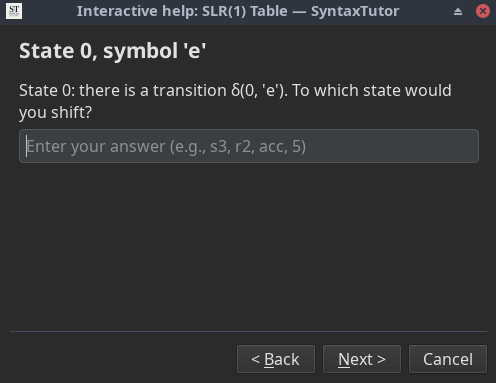 ST
Interactive help: SLR(1) Table — SyntaxTutor
State 0, symbol 'e'
State 0: there is a transition δ(0, 'e'). To which state would
you shift?
Enter your answer (e.g., s3, r2, acc, 5)
< Back
Next >
Cancel